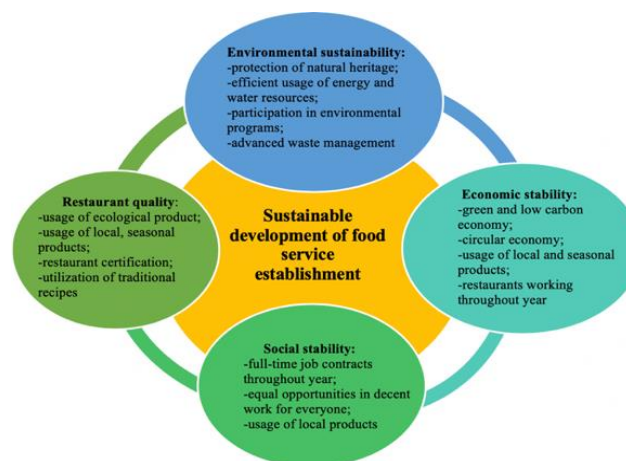 Environmental sustainability:
-protection of natural heritage;
-efficient usage of energy and
water resources;
-participation in environmental
programs;
-advanced waste management
Restaurant quality:
-usage of ecological product;
-usage of local, seasonal
products;
-restaurant certification;
-utilization of traditional
recipes
Sustainable
development of food
service
establishment
Economic stability:
-green and low carbon
economy;
-circular economy;
-usage of local and seasonal
products;
-restaurants working
throughout year
Social stability:
-full-time job contracts
throughout year;
-equal opportunities in decent
work for everyone;
-usage of local products